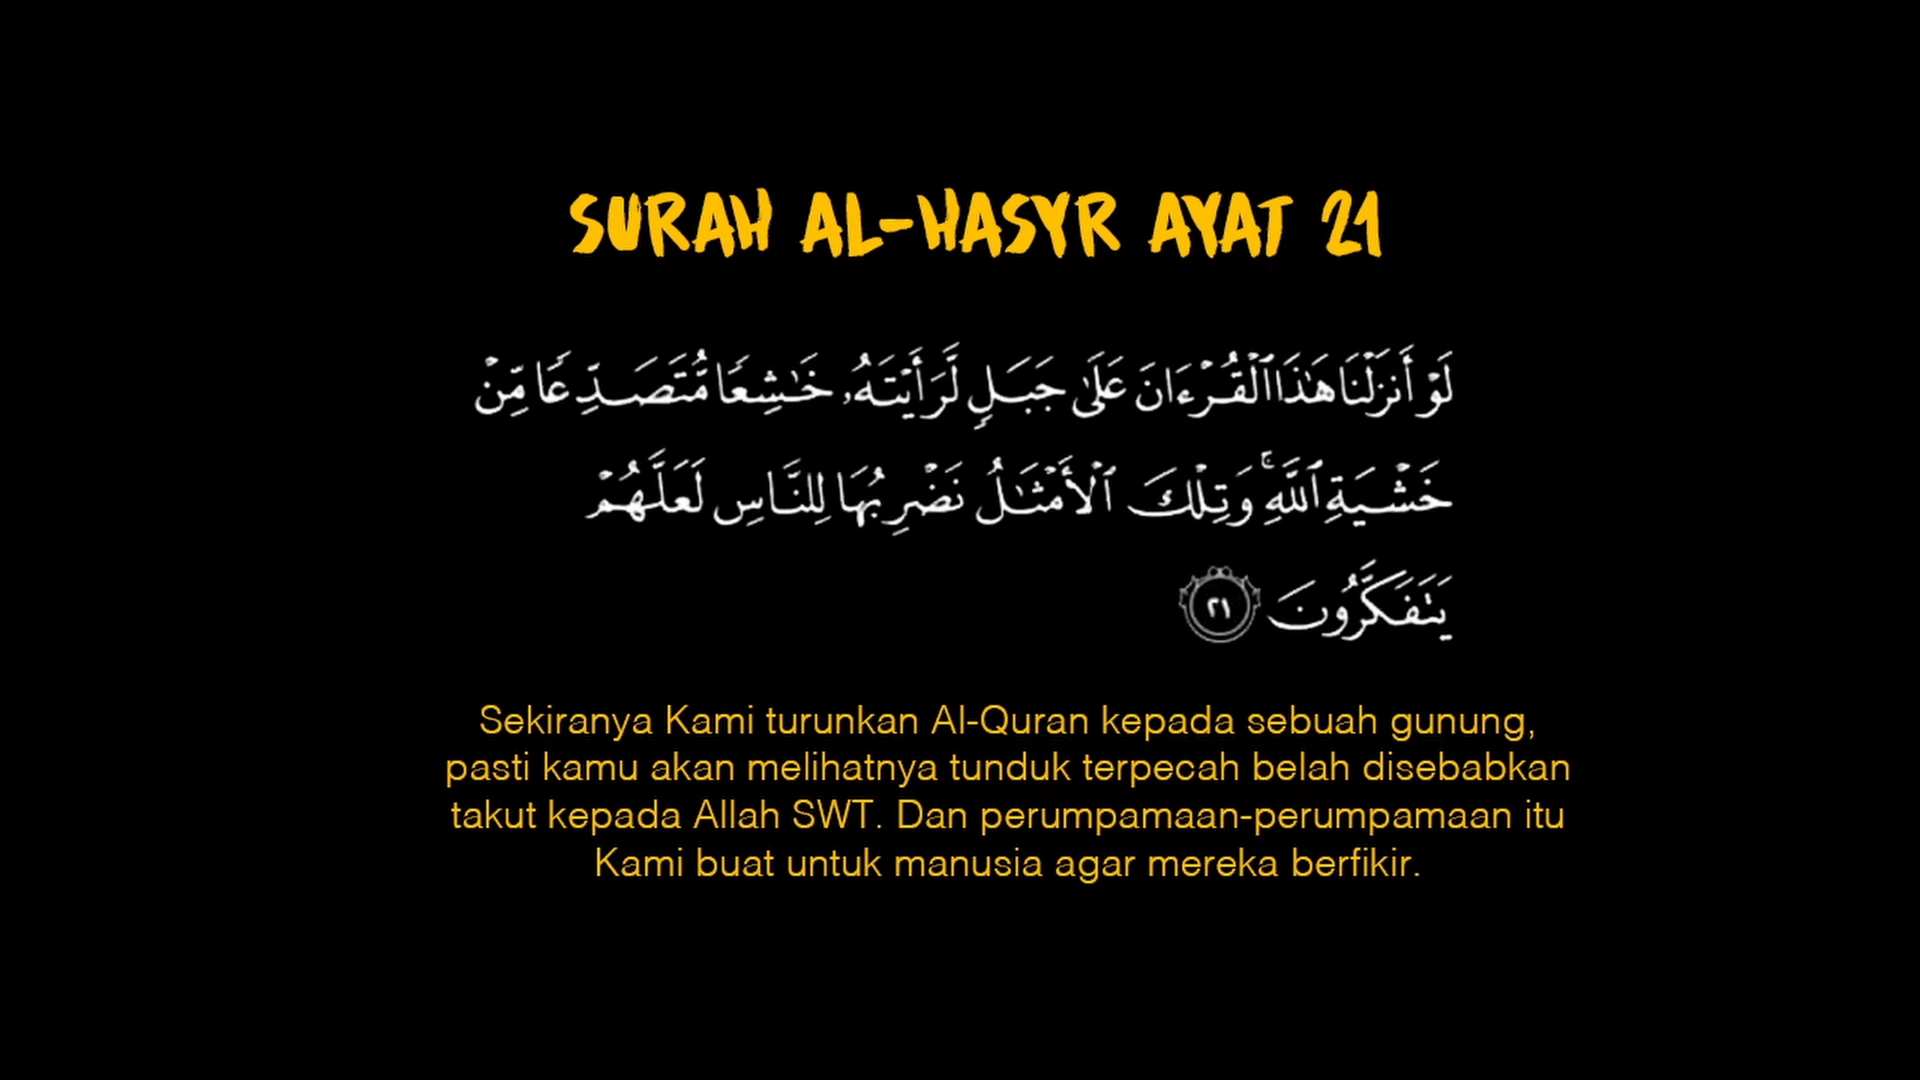 SURAH AL-HASYR AYAT 21
لَوْ أَنزَلْنَا هَٰذَا ٱلْقُرْءَانَ عَلَىٰ جَبَلٍ لَّرَأَيْتَهُۥ خَٰشِعًا مُّتَصَدِّعًا مِّنْ
خَشْيَةِ ٱللَّهِ ۚ وَتِلْكَ ٱلْأَمْثَٰلُ نَضْرِبُهَا لِلنَّاسِ لَعَلَّهُمْ
يَتَفَكَّرُونَ ٢١
Sekiranya Kami turunkan Al-Quran kepada sebuah gunung,
pasti kamu akan melihatnya tunduk terpecah belah disebabkan
takut kepada Allah SWT. Dan perumpamaan-perumpamaan itu
Kami buat untuk manusia agar mereka berfikir.